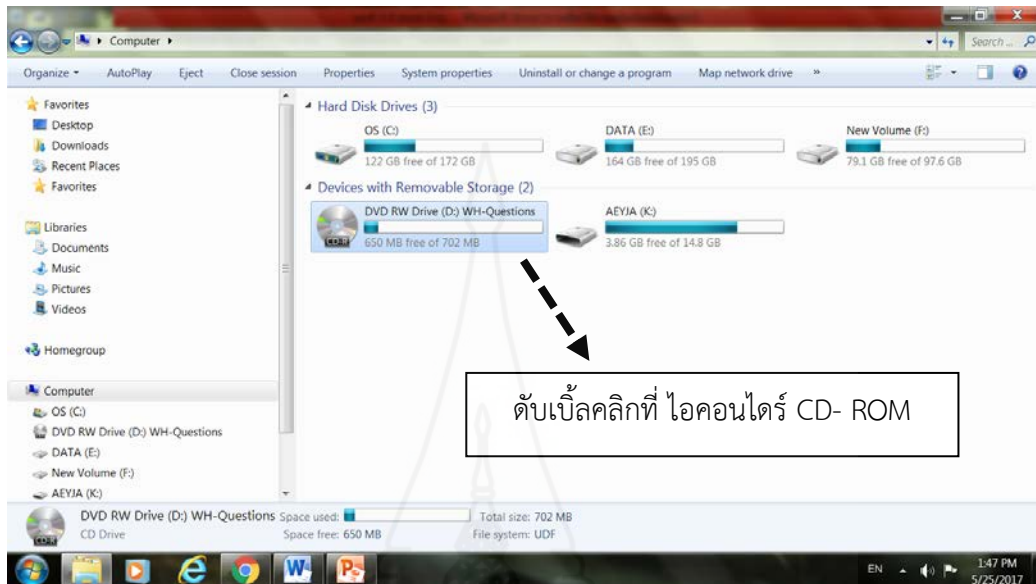 Computer
Search ...
Organize AutoPlay Eject Close session Properties System properties Uninstall or change a program Map network drive »
Favorites
Desktop
Downloads
Recent Places
Favorites
Libraries
Documents
Music
Pictures
Videos
Homegroup
Computer
OS (C:)
DVD RW Drive (D:) WH-Questions
DATA (E:)
New Volume (F:)
AEYJA (K:)
Hard Disk Drives (3)
OS (C:)
122 GB free of 172 GB
DATA (E:)
164 GB free of 195 GB
New Volume (F:)
79.1 GB free of 97.6 GB
Devices with Removable Storage (2)
DVD RW Drive (D:) WH-Questions
650 MB free of 702 MB
CD-R
AEYJA (K:)
3.86 GB free of 14.8 GB
ดับเบิ้ลคลิกที่ ไอคอนไดร์ CD- ROM
DVD RW Drive (D:) WH-Questions Space used: Total size: 702 MB
CD Drive Space free: 650 MB File system: UDF
CD-R
EN
1:47 PM
5/25/2017